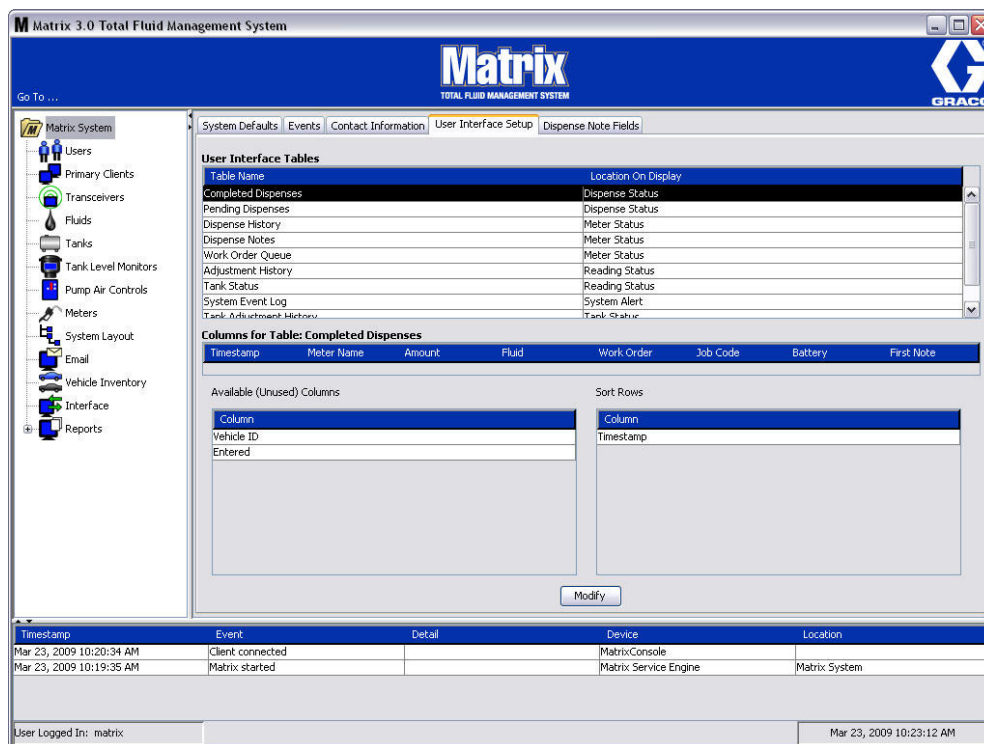 M Matrix 3.0 Total Fluid Management System
Matrix
TOTAL FLUID MANAGEMENT SYSTEM
GRACO
Go To ...
Matrix System
Users
Primary Clients
Transceivers
Fluids
Tanks
Tank Level Monitors
Pump Air Controls
Meters
System Layout
Email
Vehicle Inventory
Interface
Reports
System Defaults Events Contact Information User Interface Setup Dispense Note Fields
User Interface Tables
Table Name Location On Display
Completed Dispenses Dispense Status
Pending Dispenses Dispense Status
Dispense History Meter Status
Dispense Notes Meter Status
Work Order Queue Meter Status
Adjustment History Reading Status
Tank Status Reading Status
System Event Log System Alert
Tank Adjustment History Tank Status
Columns for Table: Completed Dispenses
Timestamp Meter Name Amount Fluid Work Order Job Code Battery First Note
Available (Unused) Columns Sort Rows
Column Column
Vehicle ID Timestamp
Entered
Modify
Timestamp Event Detail Device Location
Mar 23, 2009 10:20:34 AM Client connected MatrixConsole
Mar 23, 2009 10:19:35 AM Matrix started Matrix Service Engine Matrix System
User Logged In: matrix Mar 23, 2009 10:23:12 AM